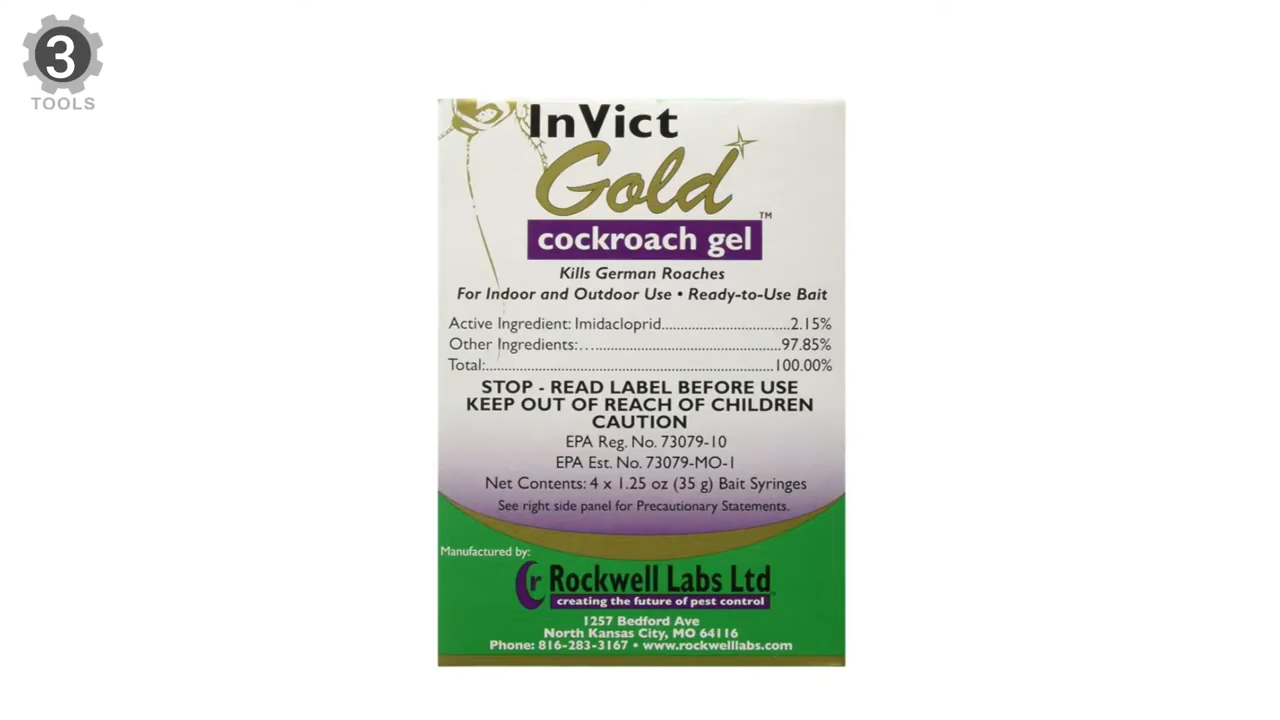 3
TOOLS
InVict
Gold™
cockroach gel
Kills German Roaches
For Indoor and Outdoor Use • Ready-to-Use Bait
Active Ingredient: Imidacloprid..............................2.15%
Other Ingredients:…...........................................97.85%
Total:....................................................................100.00%
STOP - READ LABEL BEFORE USE
KEEP OUT OF REACH OF CHILDREN
CAUTION
EPA Reg. No. 73079-10
EPA Est. No. 73079-MO-1
Net Contents: 4 x 1.25 oz (35 g) Bait Syringes
See right side panel for Precautionary Statements.
Manufactured by:
r Rockwell Labs Ltd
creating the future of pest control
1257 Bedford Ave
North Kansas City, MO 64116
Phone: 816-283-3167 • www.rockwelllabs.com